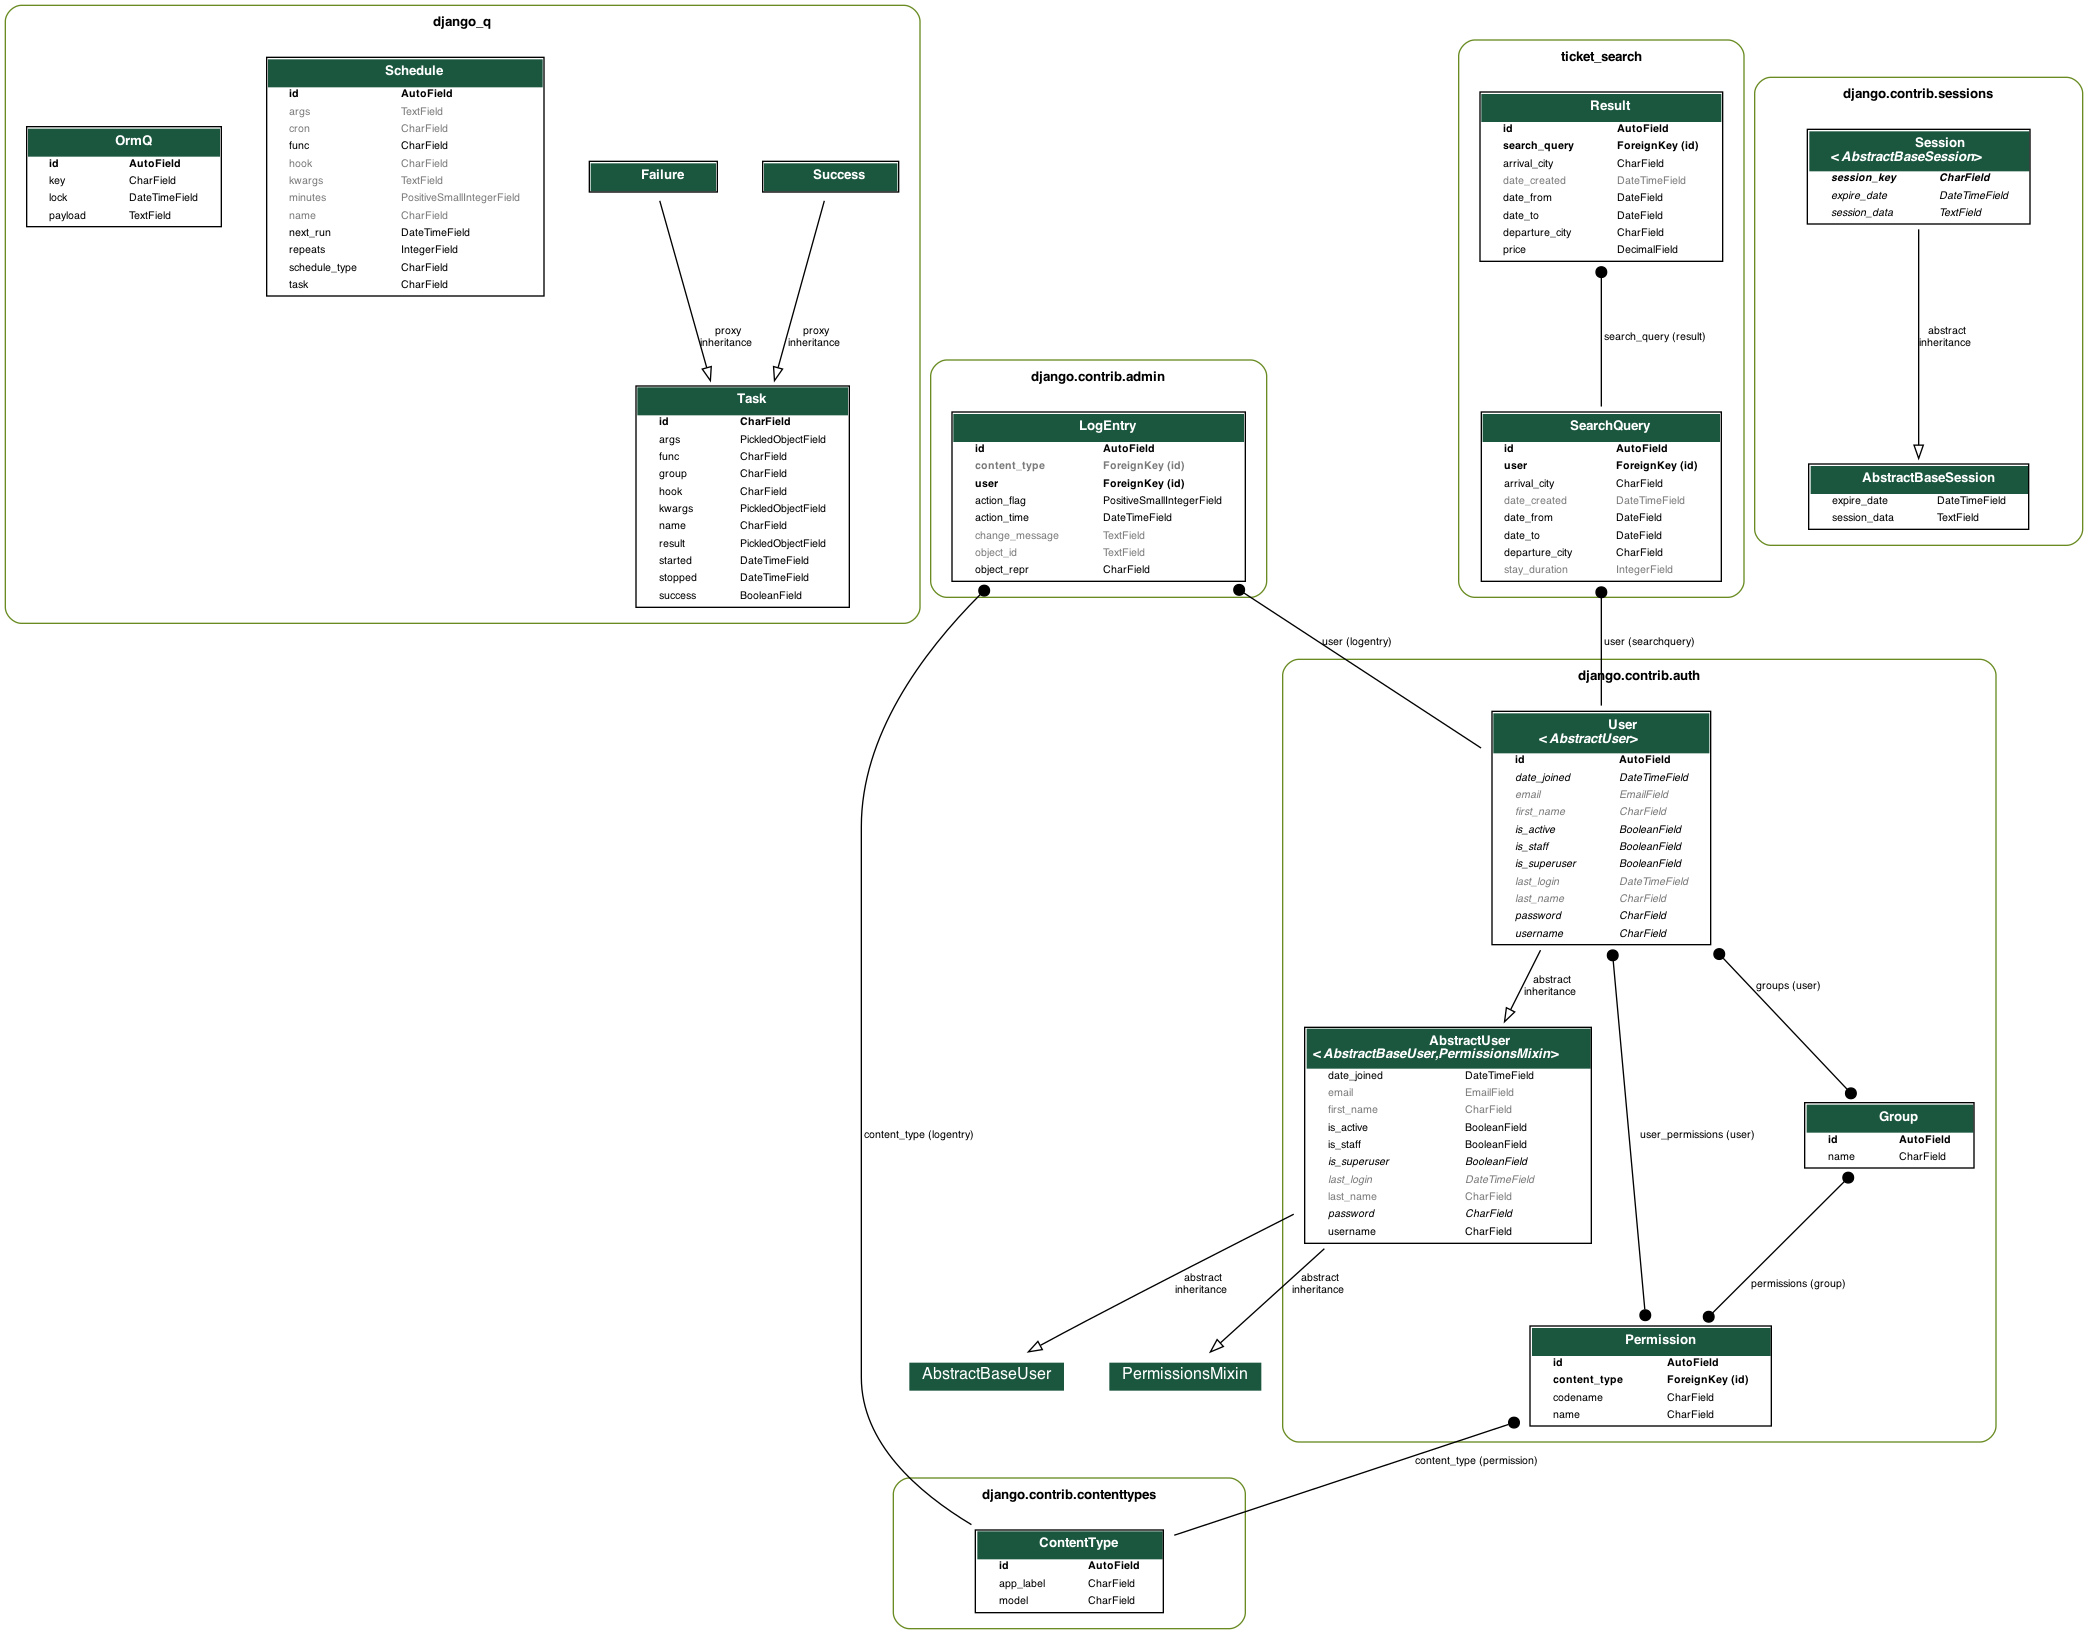 django_q
OrmQ
id AutoField
key CharField
lock DateTimeField
payload TextField
Schedule
id AutoField
args TextField
cron CharField
func CharField
hook CharField
kwargs TextField
minutes PositiveSmallIntegerField
name CharField
next_run DateTimeField
repeats IntegerField
schedule_type CharField
task CharField
Failure
Success
proxy
inheritance
proxy
inheritance
Task
id CharField
args PickledObjectField
func CharField
group CharField
hook CharField
kwargs PickledObjectField
name CharField
result PickledObjectField
started DateTimeField
stopped DateTimeField
success BooleanField
django.contrib.admin
LogEntry
id AutoField
content_type ForeignKey (id)
user ForeignKey (id)
action_flag PositiveSmallIntegerField
action_time DateTimeField
change_message TextField
object_id TextField
object_repr CharField
ticket_search
Result
id AutoField
search_query ForeignKey (id)
arrival_city CharField
date_created DateTimeField
date_from DateField
date_to DateField
departure_city CharField
price DecimalField
search_query (result)
SearchQuery
id AutoField
user ForeignKey (id)
arrival_city CharField
date_created DateTimeField
date_from DateField
date_to DateField
departure_city CharField
stay_duration IntegerField
django.contrib.sessions
Session
<AbstractBaseSession>
session_key CharField
expire_date DateTimeField
session_data TextField
abstract
inheritance
AbstractBaseSession
expire_date DateTimeField
session_data TextField
user (logentry)
user (searchquery)
django.contrib.auth
User
<AbstractUser>
id AutoField
date_joined DateTimeField
email EmailField
first_name CharField
is_active BooleanField
is_staff BooleanField
is_superuser BooleanField
last_login DateTimeField
last_name CharField
password CharField
username CharField
abstract
inheritance
groups (user)
AbstractUser
<AbstractBaseUser,PermissionsMixin>
date_joined DateTimeField
email EmailField
first_name CharField
is_active BooleanField
is_staff BooleanField
is_superuser BooleanField
last_login DateTimeField
last_name CharField
password CharField
username CharField
content_type (logentry)
user_permissions (user)
Group
id AutoField
name CharField
abstract
inheritance
abstract
inheritance
permissions (group)
AbstractBaseUser
PermissionsMixin
Permission
id AutoField
content_type ForeignKey (id)
codename CharField
name CharField
content_type (permission)
django.contrib.contenttypes
ContentType
id AutoField
app_label CharField
model CharField